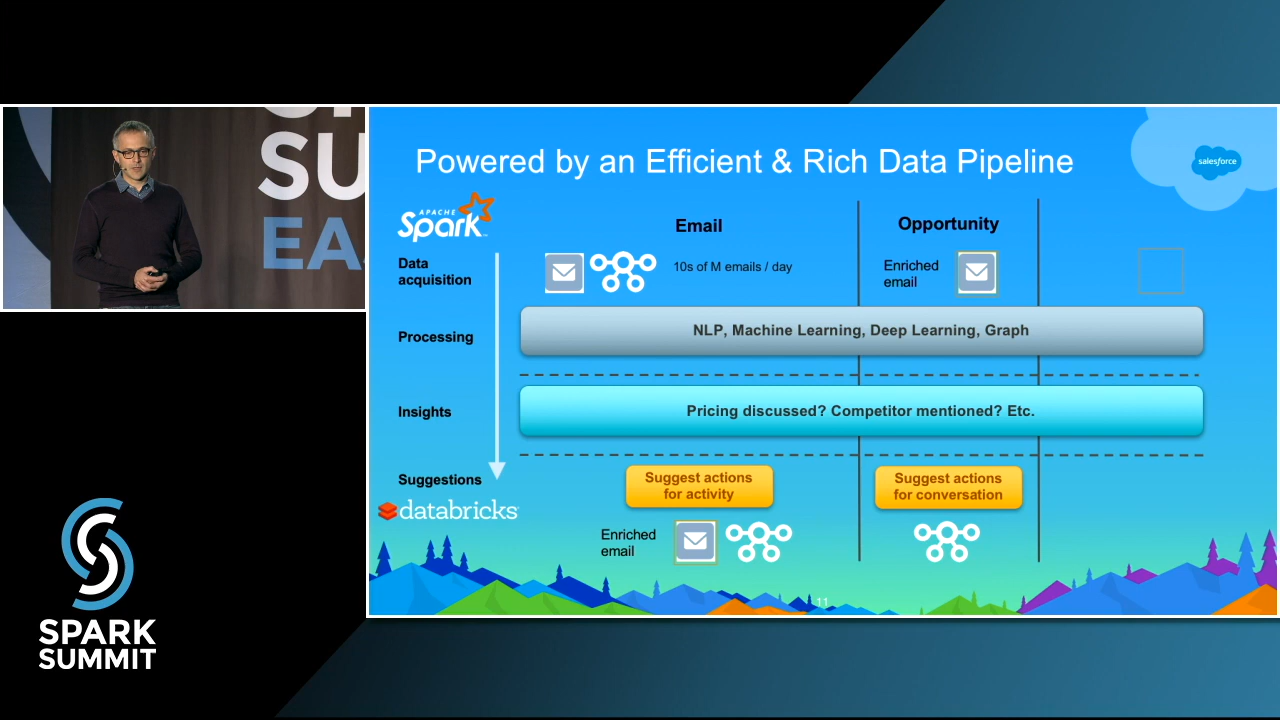 SU
EA
SPARK
SUMMIT
Powered by an Efficient & Rich Data Pipeline
salesforce
APACHE
Spark
Email
Opportunity
Data
acquisition
10s of M emails / day
Enriched
email
Processing
NLP, Machine Learning, Deep Learning, Graph
Insights
Pricing discussed? Competitor mentioned? Etc.
Suggestions
Suggest actions
for activity
Suggest actions
for conversation
databricks
Enriched
email
11